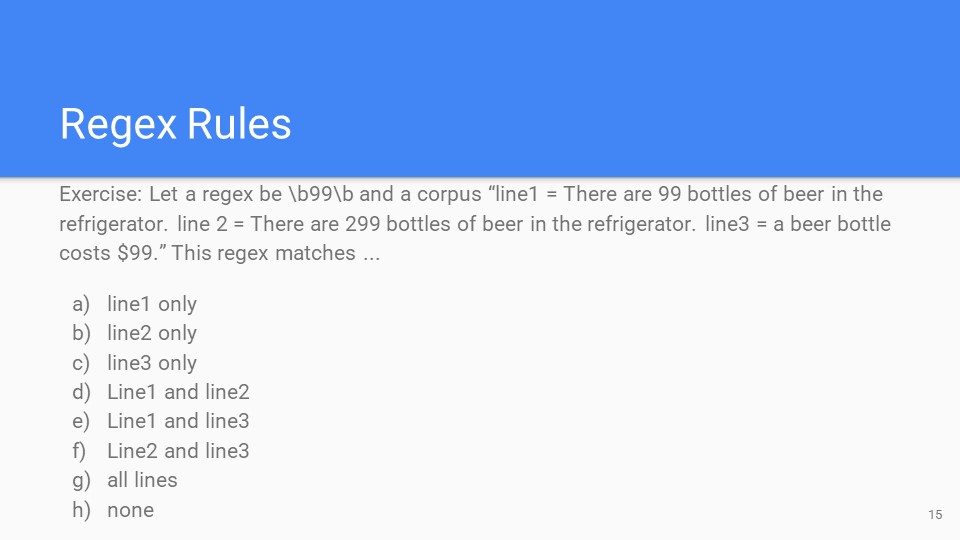 Regex Rules
Exercise: Let a regex be \b99\b and a corpus “line1 = There are 99 bottles of beer in the
refrigerator. line 2 = There are 299 bottles of beer in the refrigerator. line3 = a beer bottle
costs $99.” This regex matches ...
a) line1 only
b) line2 only
c) line3 only
d) Line1 and line2
e) Line1 and line3
f) Line2 and line3
g) all lines
h) none
15